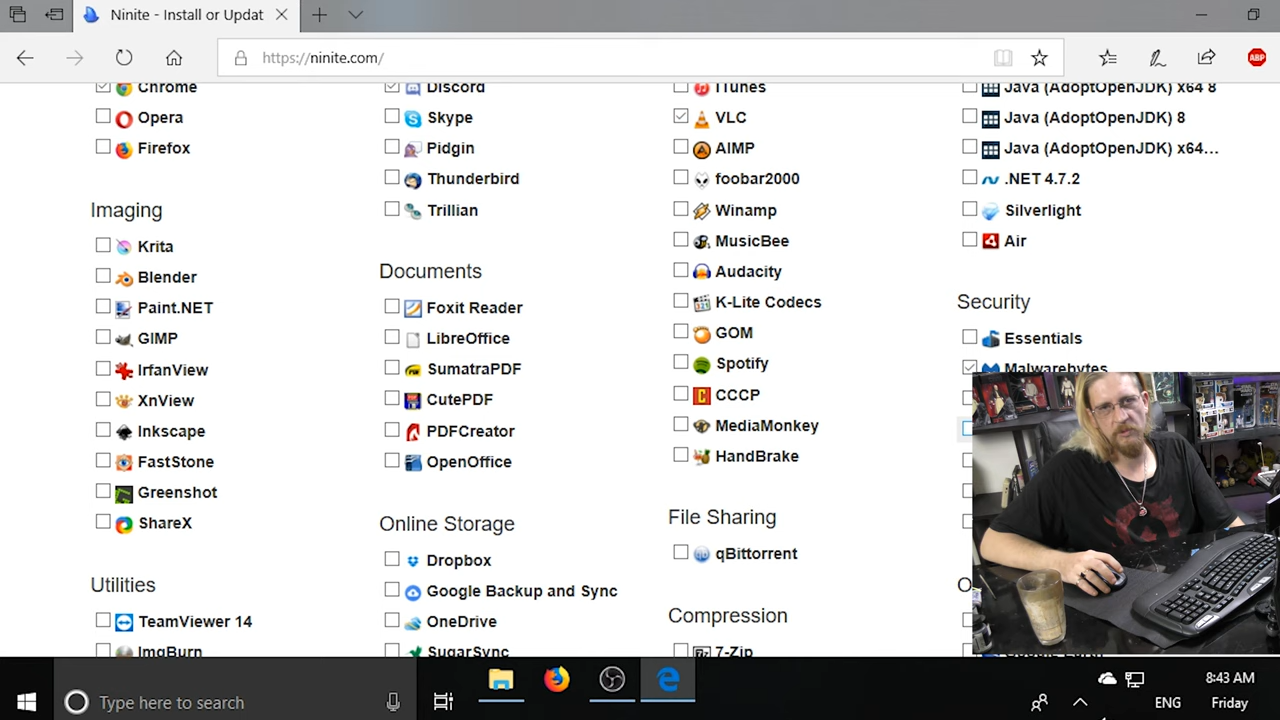 Ninite - Install or Updat
https://ninite.com/
ABP
Chrome
Opera
Firefox
Imaging
Krita
Blender
Paint.NET
GIMP
IrfanView
XnView
Inkscape
FastStone
Greenshot
ShareX
Utilities
TeamViewer 14
ImgBurn
Discord
Skype
Pidgin
Thunderbird
Trillian
Documents
Foxit Reader
LibreOffice
SumatraPDF
CutePDF
PDFCreator
OpenOffice
Online Storage
Dropbox
Google Backup and Sync
OneDrive
SugarSync
iTunes
VLC
AIMP
foobar2000
Winamp
MusicBee
Audacity
K-Lite Codecs
GOM
Spotify
CCCP
MediaMonkey
HandBrake
File Sharing
qBittorrent
Compression
7-Zip
Java (AdoptOpenJDK) x64 8
Java (AdoptOpenJDK) 8
Java (AdoptOpenJDK) x64...
.NET 4.7.2
Silverlight
Air
Security
Essentials
Malwarebytes
Google Earth
Type here to search
8:43 AM
ENG
Friday